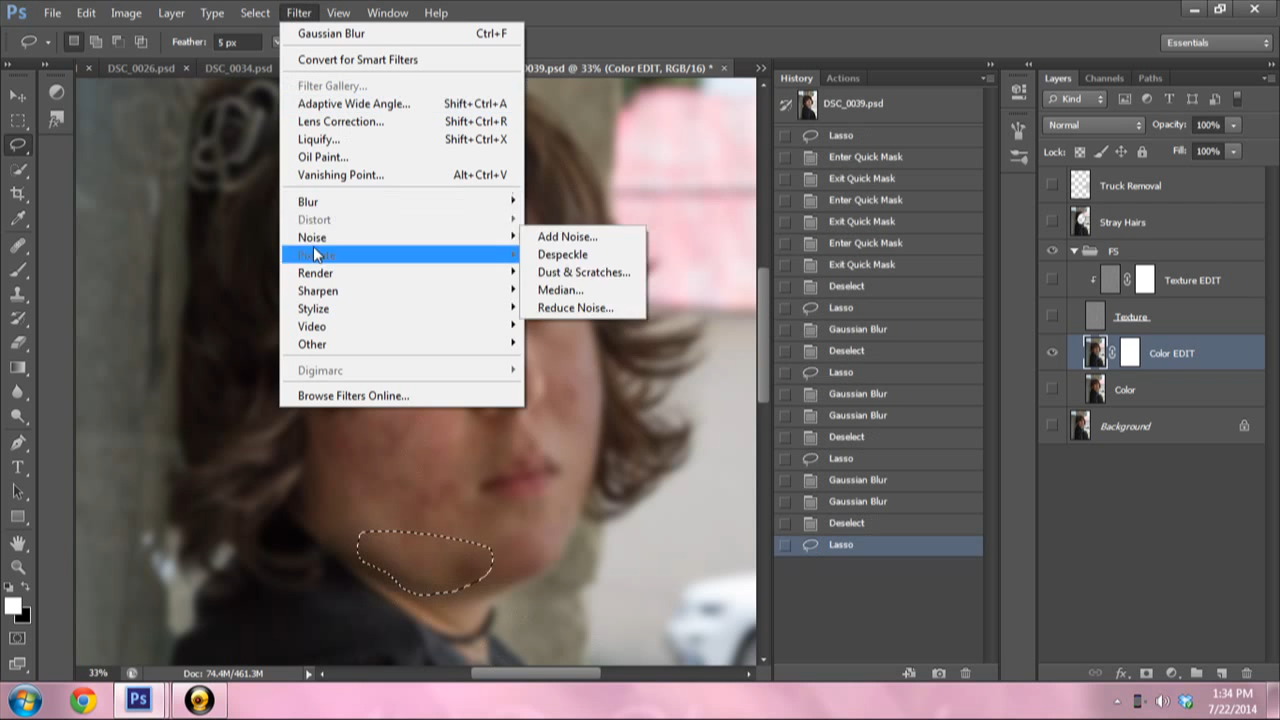 Ps File Edit Image Layer Type Select Filter View Window Help
Feather: 5 px Essentials
DSC_0026.psd × DSC_0034.psd 0039.psd @ 33% (Color EDIT, RGB/16) * ×
Gaussian Blur Ctrl+F
Convert for Smart Filters
Filter Gallery...
Adaptive Wide Angle... Shift+Ctrl+A
Lens Correction... Shift+Ctrl+R
Liquify... Shift+Ctrl+X
Oil Paint...
Vanishing Point... Alt+Ctrl+V
Blur
Distort
Noise
Render
Sharpen
Stylize
Video
Other
Digimarc
Browse Filters Online...
Add Noise...
Despeckle
Dust & Scratches...
Median...
Reduce Noise...
History Actions
DSC_0039.psd
Lasso
Enter Quick Mask
Exit Quick Mask
Enter Quick Mask
Exit Quick Mask
Enter Quick Mask
Exit Quick Mask
Deselect
Lasso
Gaussian Blur
Deselect
Lasso
Gaussian Blur
Gaussian Blur
Deselect
Lasso
Gaussian Blur
Gaussian Blur
Deselect
Lasso
Layers Channels Paths
Kind
Normal Opacity: 100%
Lock: Fill: 100%
Truck Removal
Stray Hairs
FS
Texture EDIT
Texture
Color EDIT
Color
Background
33% Doc: 74.4M/461.3M
Ps
1:34 PM
7/22/2014